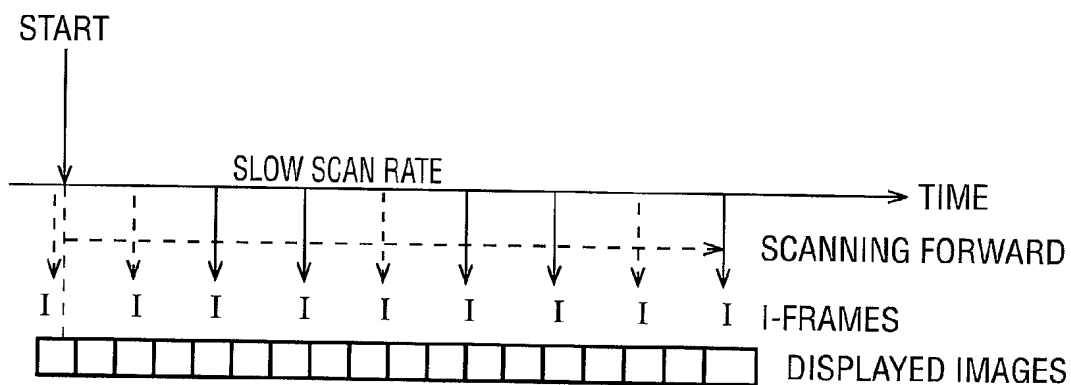 START
SLOW SCAN RATE
TIME
SCANNING FORWARD
I I I I I I I I I I-FRAMES
DISPLAYED IMAGES